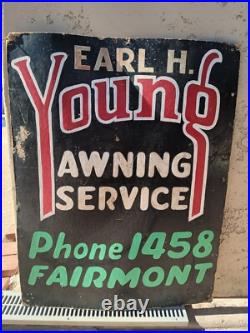 EARL H.
Young
AWNING
SERVICE
Phone 1458
FAIRMONT